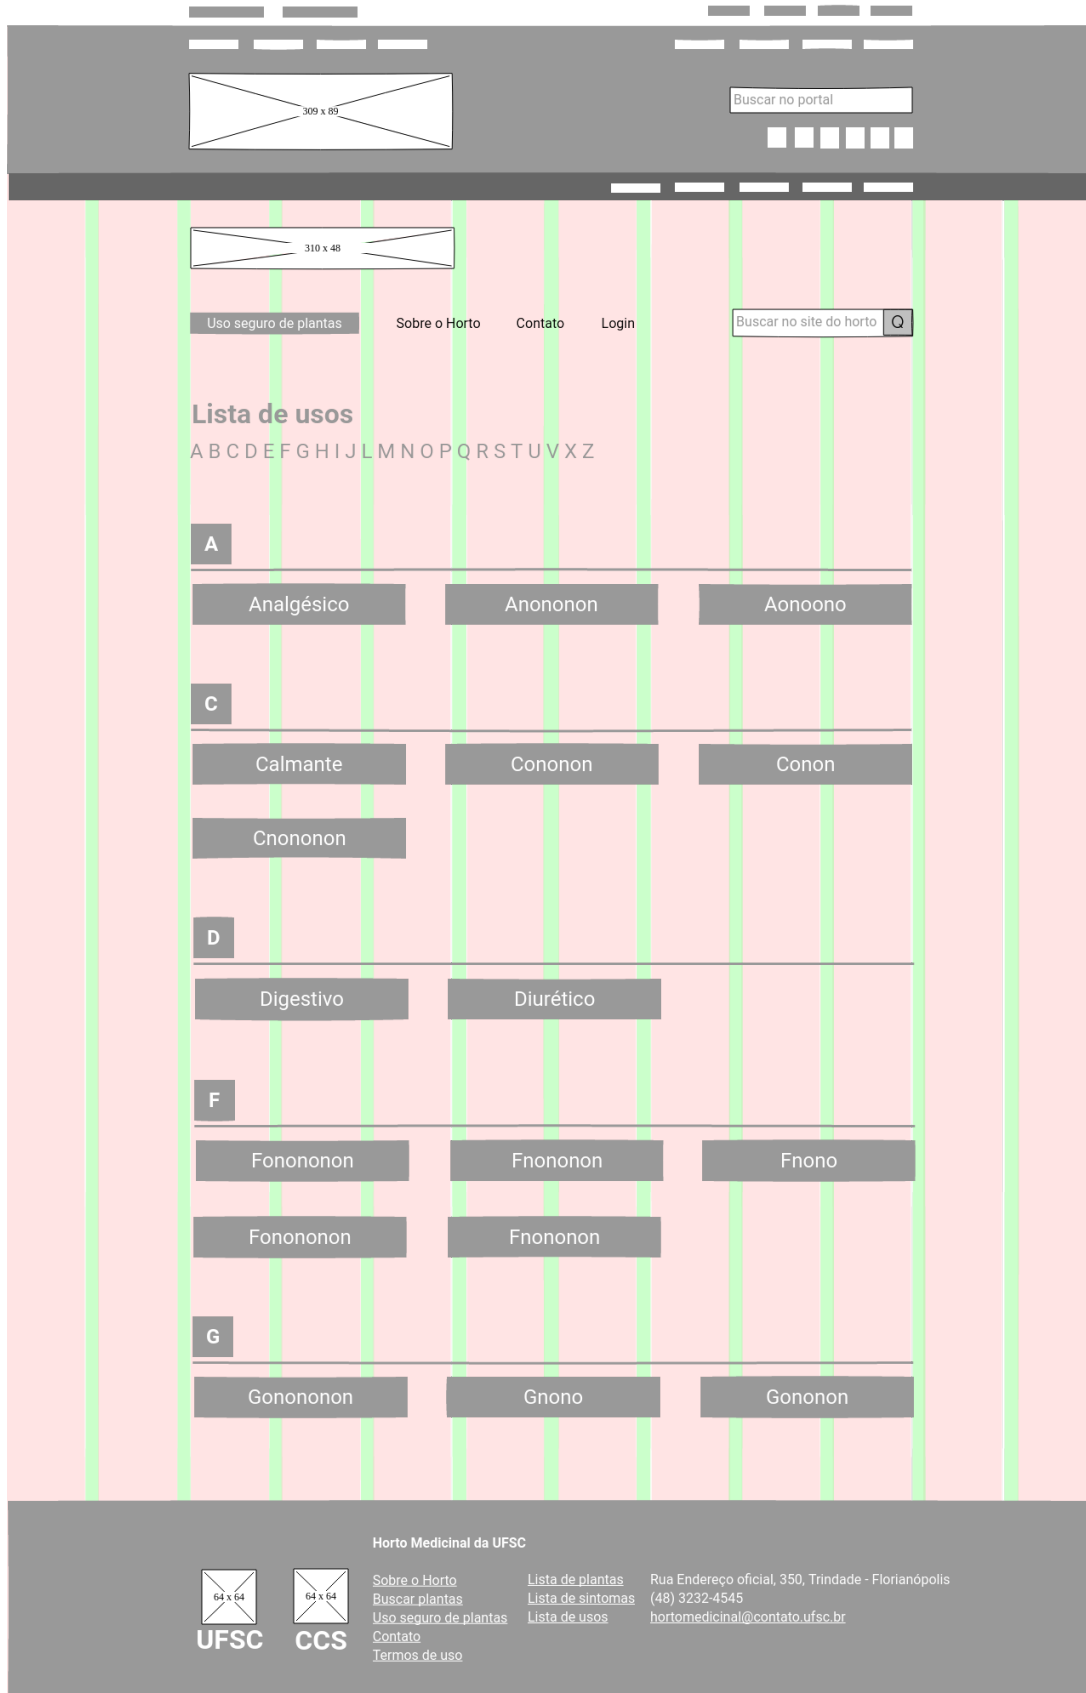 309 x 89
Buscar no portal
310 x 48
Uso seguro de plantas Sobre o Horto Contato Login Buscar no site do horto Q
Lista de usos
A B C D E F G H I J L M N O P Q R S T U V X Z
A
Analgésico Anononon Aonoono
C
Calmante Cononon Conon
Cnononon
D
Digestivo Diurético
F
Fonononon Fnononon Fnono
Fonononon Fnononon
G
Gonononon Gnono Gononon
Horto Medicinal da UFSC
64 x 64
UFSC
64 x 64
CCS
Sobre o Horto
Buscar plantas
Uso seguro de plantas
Contato
Termos de uso
Lista de plantas
Lista de sintomas
Lista de usos
Rua Endereço oficial, 350, Trindade - Florianópolis
(48) 3232-4545
hortomedicinal@contato.ufsc.br